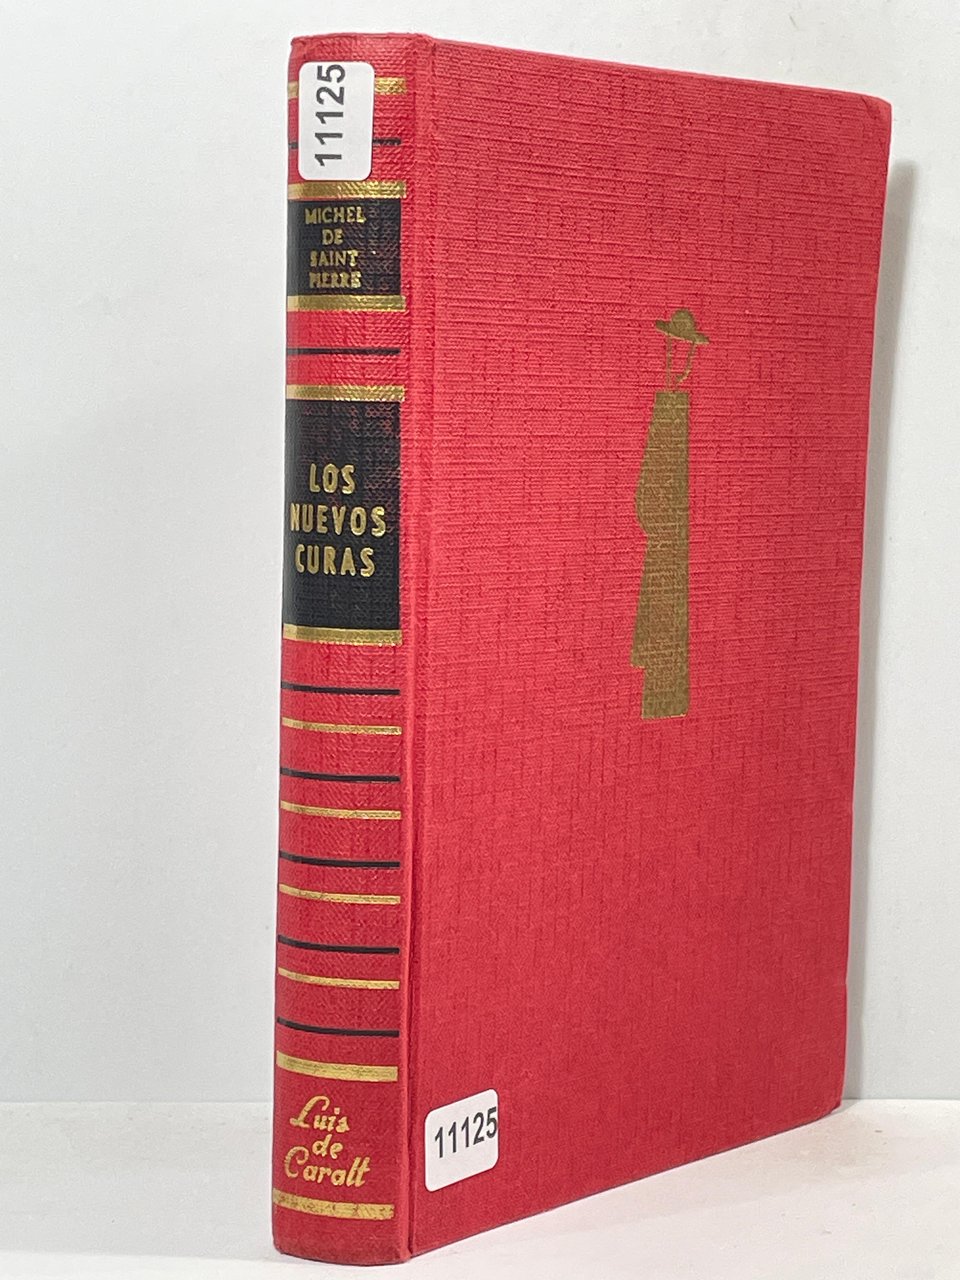 11125
MICHEL
DE
SAINT
PIERRE
LOS
NUEVOS
CURAS
Luis
de
Caralt
11125